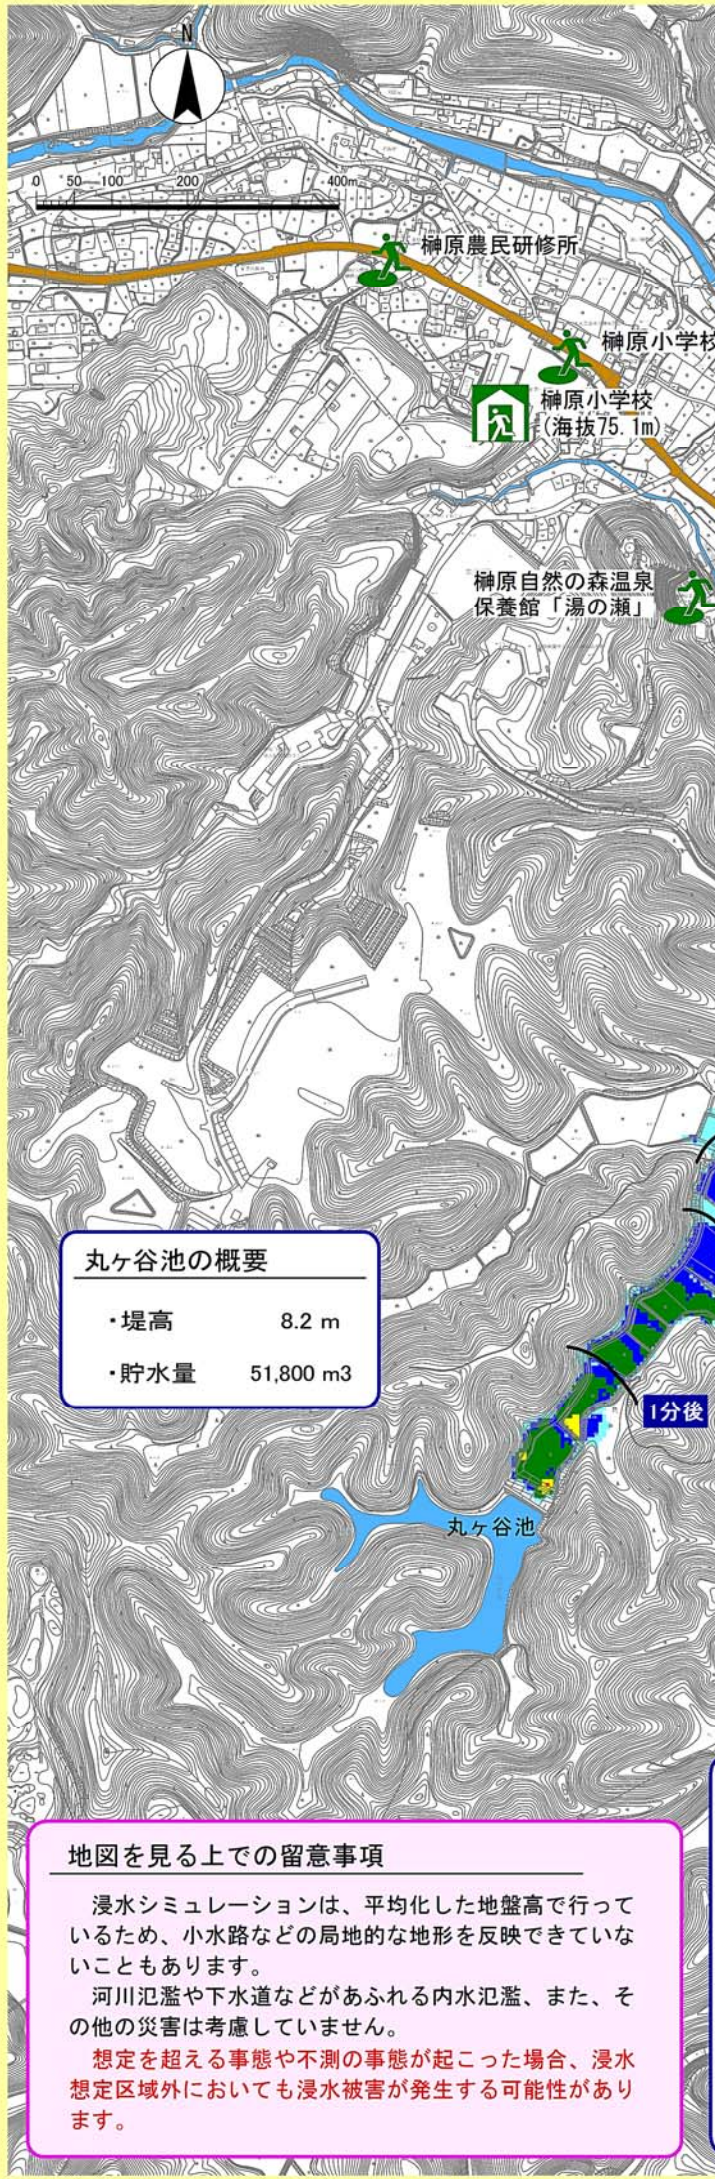 N
0 50 100 200 400m
榊原農民研修所
榊原小学校
榊原小学校
(海抜75.1m)
榊原自然の森温泉
保養館「湯の瀬」
丸ヶ谷池の概要
・堤高 8.2 m
・貯水量 51,800 m3
1分後
丸ヶ谷池
地図を見る上での留意事項
浸水シミュレーションは、平均化した地盤高で行って
いるため、小水路などの局地的な地形を反映できていな
いこともあります。
河川氾濫や下水道などがあふれる内水氾濫、また、そ
の他の災害は考慮していません。
想定を超える事態や不測の事態が起こった場合、浸水
想定区域外においても浸水被害が発生する可能性があり
ます。